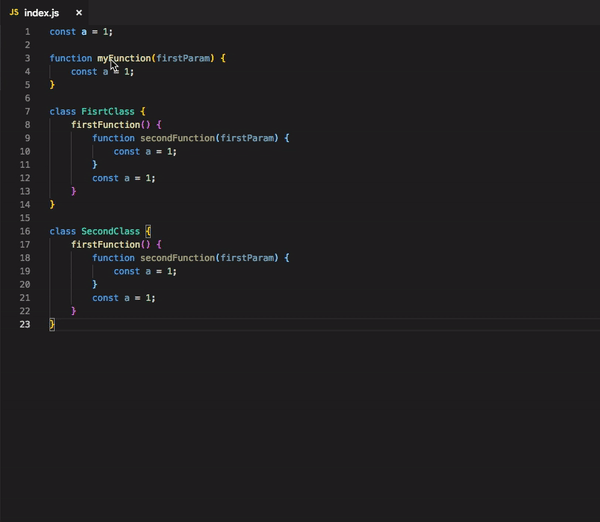 JS index.js ×
1 const a = 1;
2
3 function myFunction(firstParam) {
4 const a = 1;
5 }
6
7 class FisrtClass {
8 firstFunction() {
9 function secondFunction(firstParam) {
10 const a = 1;
11 }
12 const a = 1;
13 }
14 }
15
16 class SecondClass {
17 firstFunction() {
18 function secondFunction(firstParam) {
19 const a = 1;
20 }
21 const a = 1;
22 }
23 }